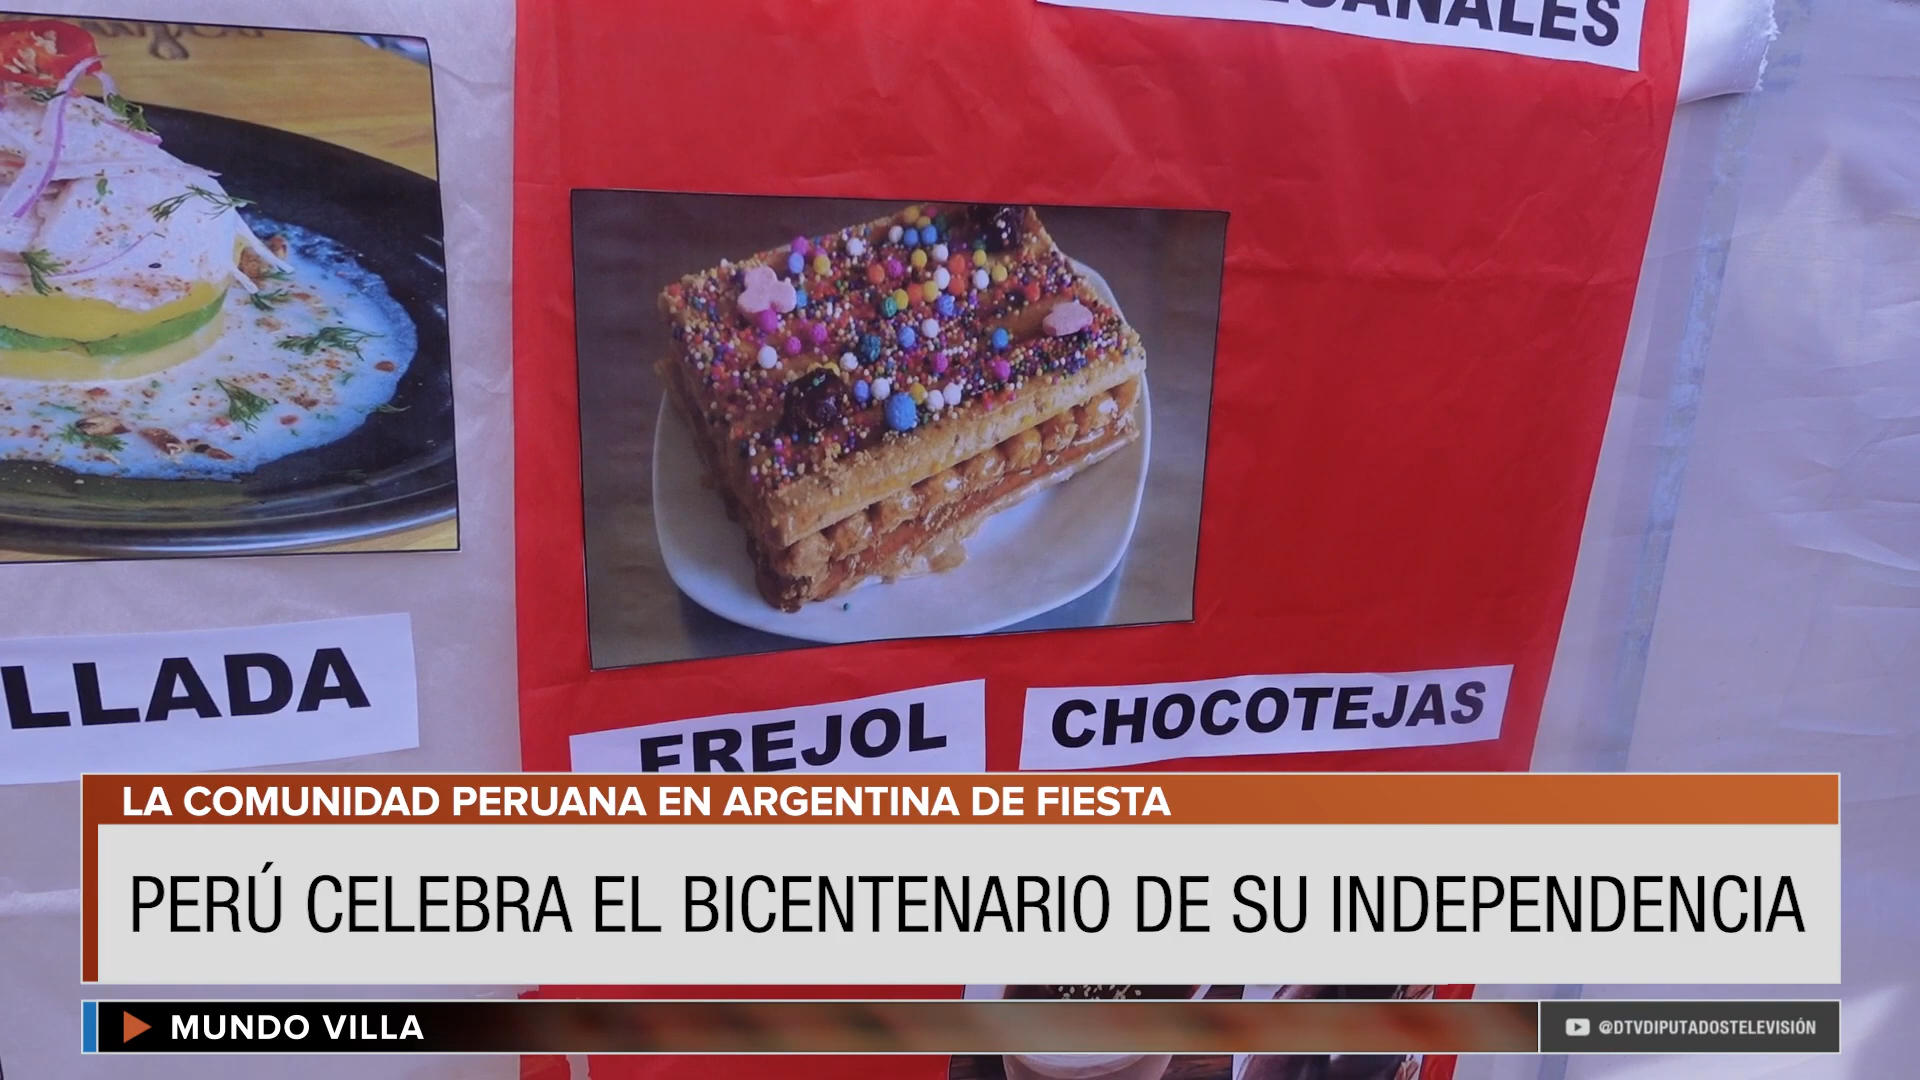 LLADA
FREJOL
CHOCOTEJAS
LA COMUNIDAD PERUANA EN ARGENTINA DE FIESTA
PERÚ CELEBRA EL BICENTENARIO DE SU INDEPENDENCIA
MUNDO VILLA
@DTVDIPUTADOSTELEVISIÓN